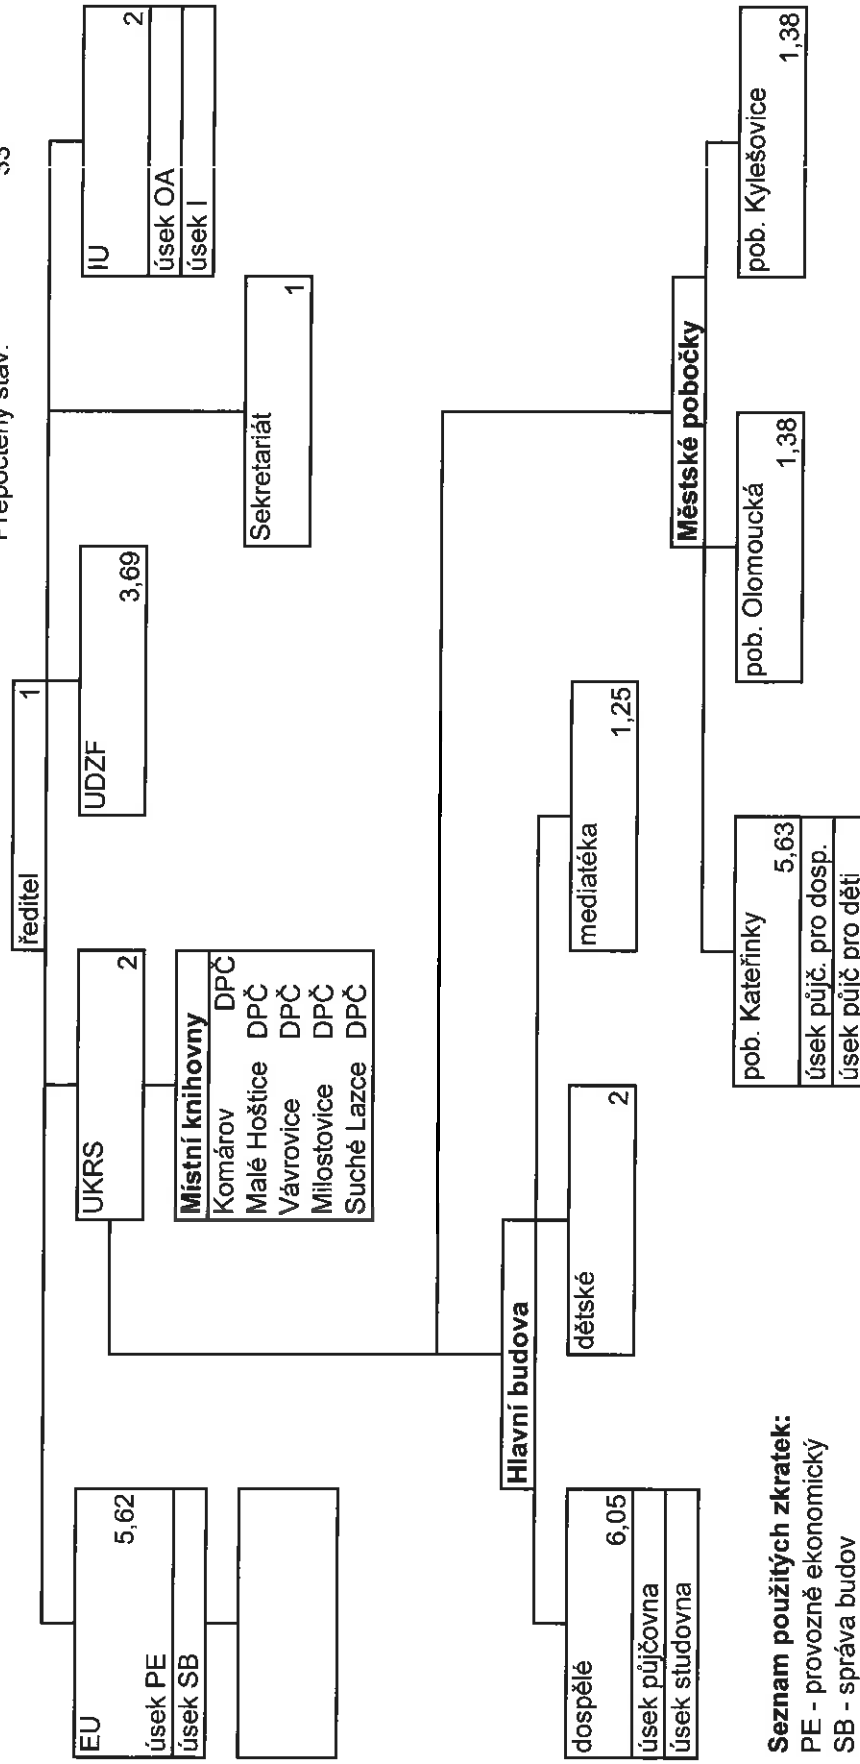 Přepočtený stav: 33
ředitel 1
EU 5,62
úsek PE
úsek SB
UKRS 2
UDZF 3,69
IU 2
úsek OA
úsek I
Místní knihovny
Komárov DPČ
Malé Hoštice DPČ
Vávrovice DPČ
Milostovice DPČ
Suché Lazce DPČ
Sekretariát 1
Hlavní budova
dospělé 6,05
úsek půjčovna
úsek studovna
dětské 2
mediatéka 1,25
Městské pobočky
pob. Kateřinky 5,63
úsek půjč. pro dosp.
úsek půjč pro děti
pob. Olomoucká 1,38
pob. Kylešovice 1,38
Seznam použitých zkratek:
PE - provozně ekonomický
SB - správa budov